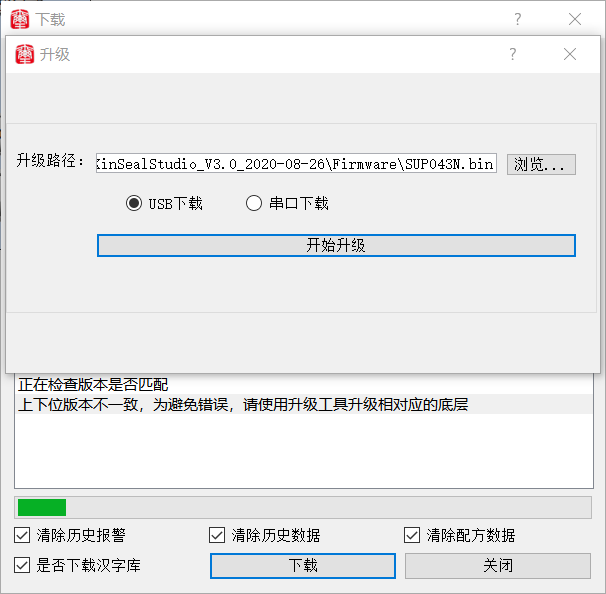 下载
升级
升级路径：
XinSealStudio_V3.0_2020-08-26\Firmware\SUP043N.bin
浏览...
USB下载
串口下载
开始升级
正在检查版本是否匹配
上下位版本不一致，为避免错误，请使用升级工具升级相对应的底层
清除历史报警
清除历史数据
清除配方数据
是否下载汉字库
下载
关闭